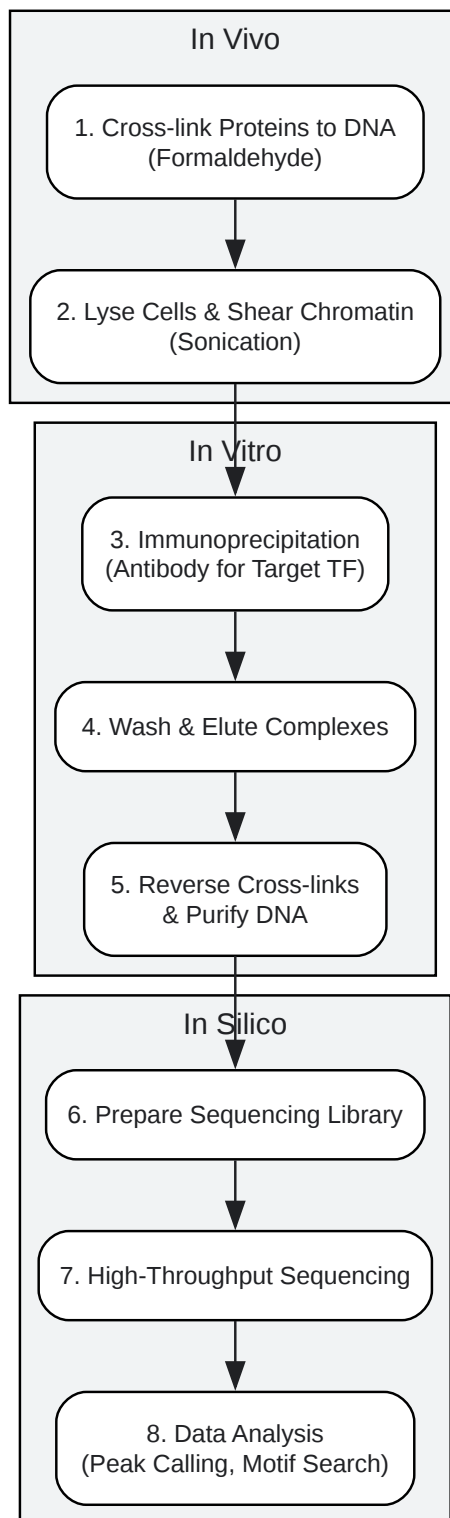 In Vivo
1. Cross-link Proteins to DNA
(Formaldehyde)
2. Lyse Cells & Shear Chromatin
(Sonication)
In Vitro
3. Immunoprecipitation
(Antibody for Target TF)
4. Wash & Elute Complexes
5. Reverse Cross-links
& Purify DNA
In Silico
6. Prepare Sequencing Library
7. High-Throughput Sequencing
8. Data Analysis
(Peak Calling, Motif Search)